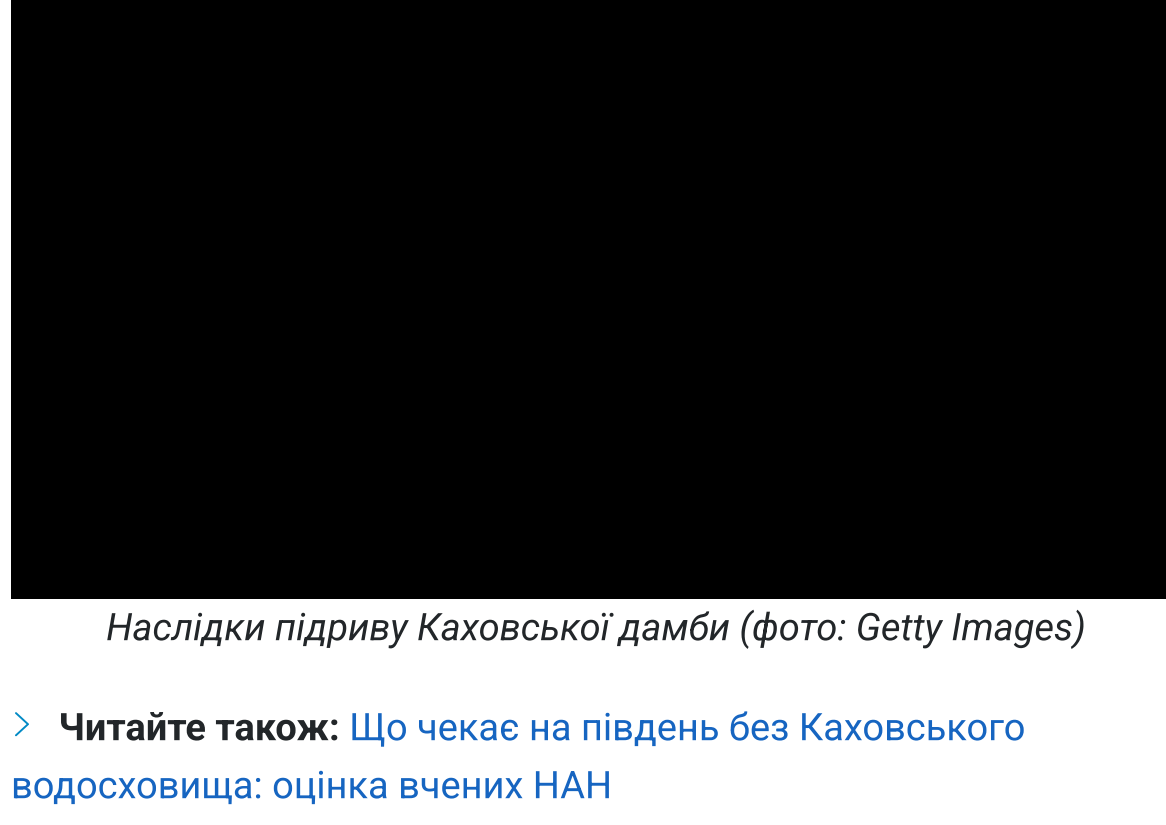 Наслідки підриву Каховської дамби (фото: Getty Images)
Читайте також: Що чекає на південь без Каховського
водосховища: оцінка вчених НАН